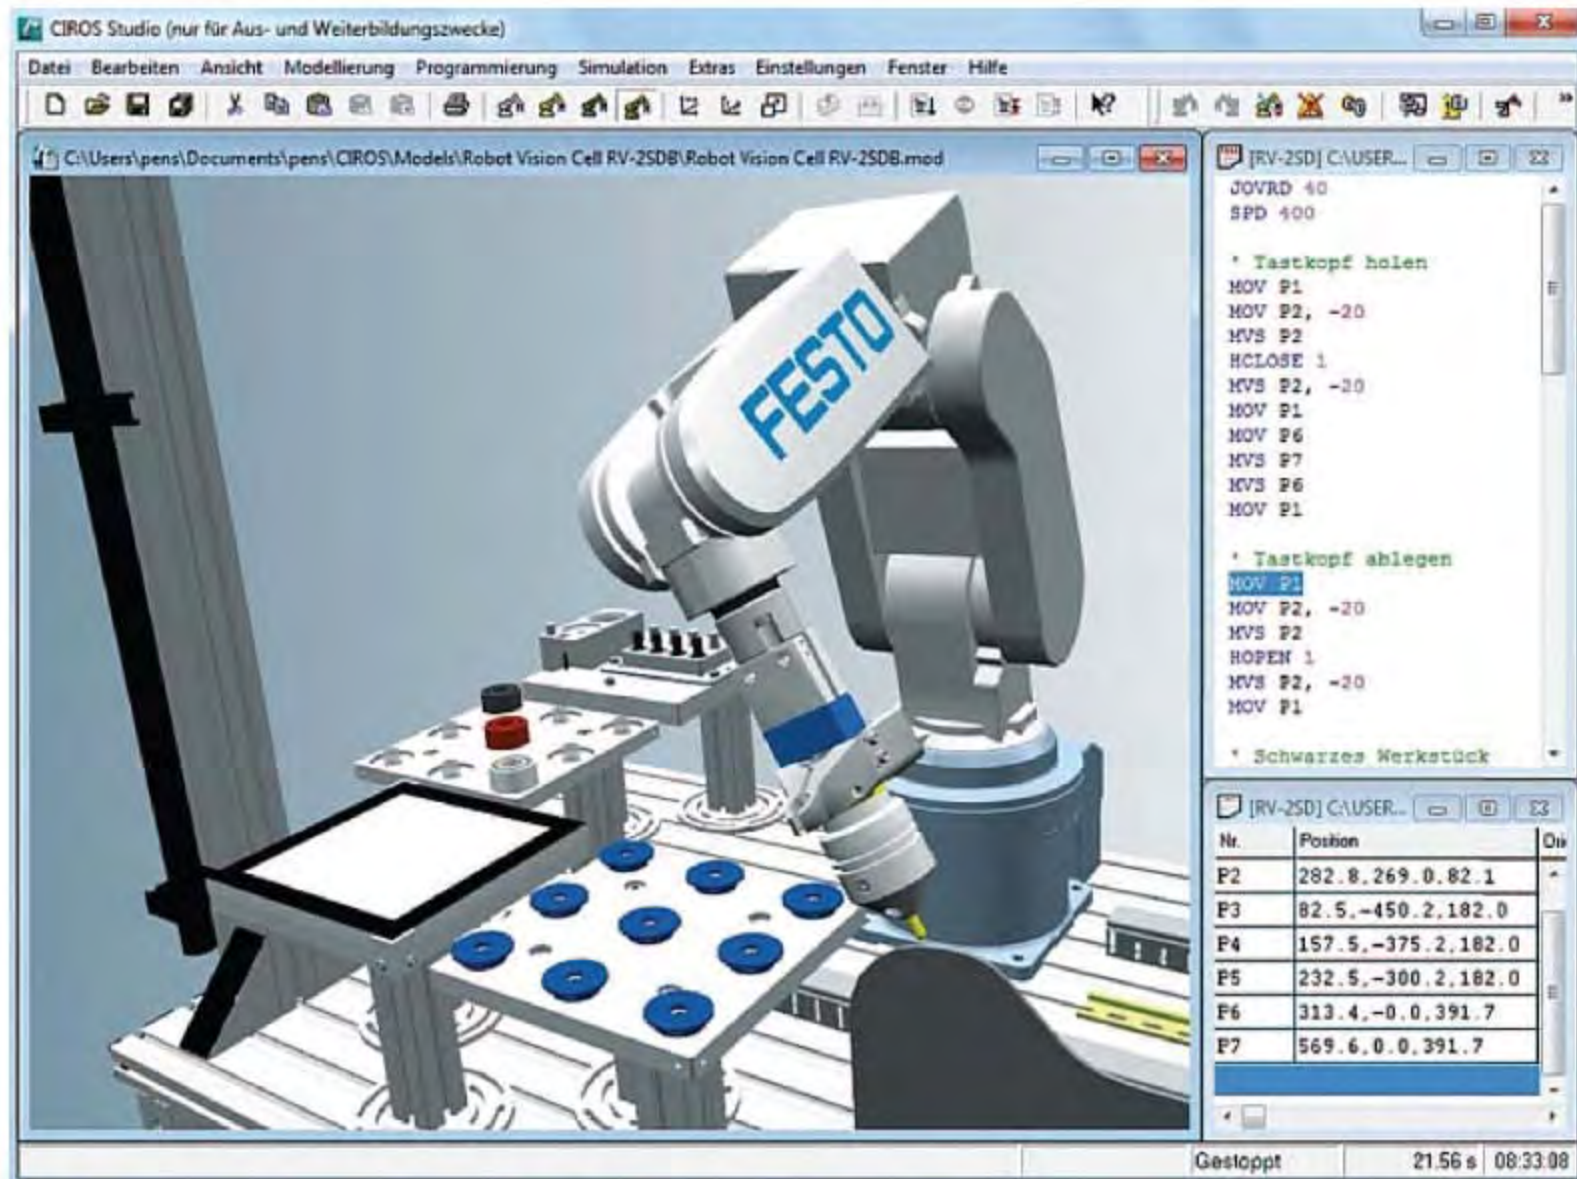 CIROS Studio (nur für Aus- und Weiterbildungszwecke)
Datei Bearbeiten Ansicht Modellierung Programmierung Simulation Extras Einstellungen Fenster Hilfe
C:\Users\pens\Documents\pens\CIROS\Models\Robot Vision Cell RV-2SDB\Robot Vision Cell RV-2SDB.mod
FESTO
[RV-2SD] C:\USER...
JOVRD 40
SPD 400
' Tastkopf holen
MOV P1
MOV P2, -20
MVS P2
HCLOSE 1
MVS P2, -20
MOV P1
MOV P6
MVS P7
MVS P6
MOV P1
' Tastkopf ablegen
MOV P1
MOV P2, -20
MVS P2
HOPEN 1
MVS P2, -20
MOV P1
' Schwarzes Werkstück
[RV-2SD] C:\USER...
Nr. Position Orie
P2 282.8,269.0,82.1
P3 82.5,-450.2,182.0
P4 157.5,-375.2,182.0
P5 232.5,-300.2,182.0
P6 313.4,-0.0,391.7
P7 569.6,0.0,391.7
Gestoppt 21.56 s 08:33:08